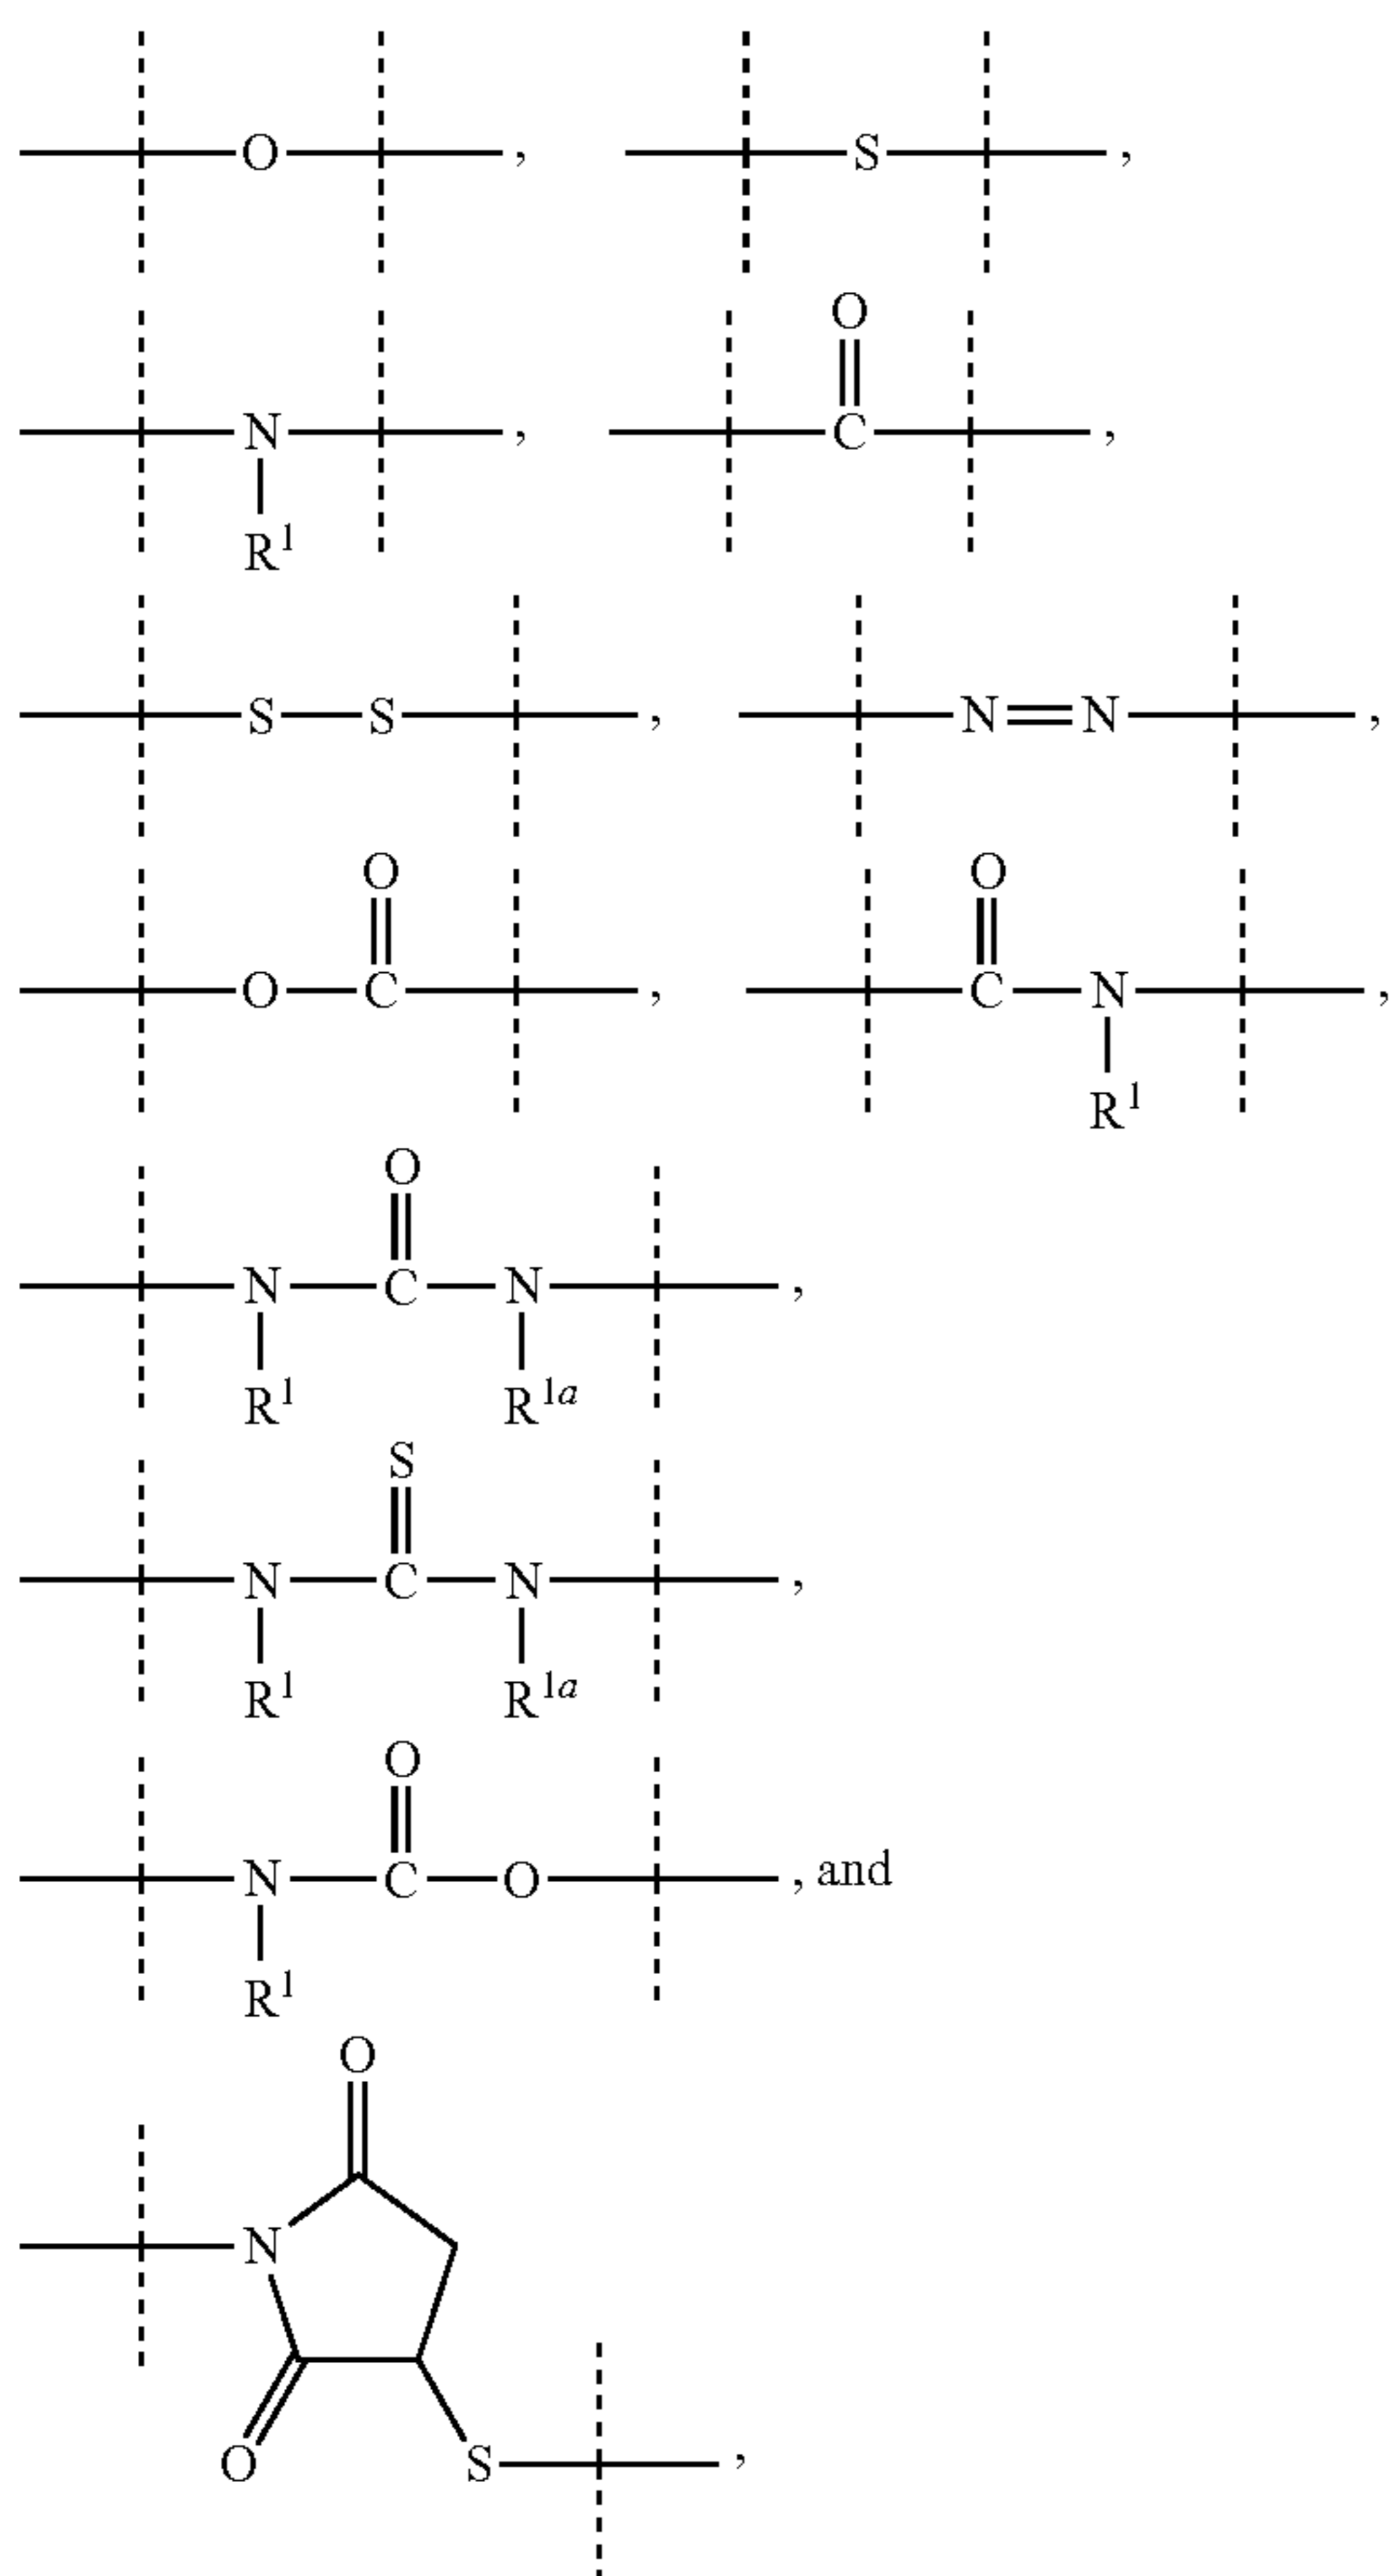 O , S ,
O
N , C ,
R1
S S , N N ,
O O
O C , C N ,
R1
O
N C N ,
R1 R1a
S
N C N ,
R1 R1a
O
N C O , and
R1
O
N
O S ,